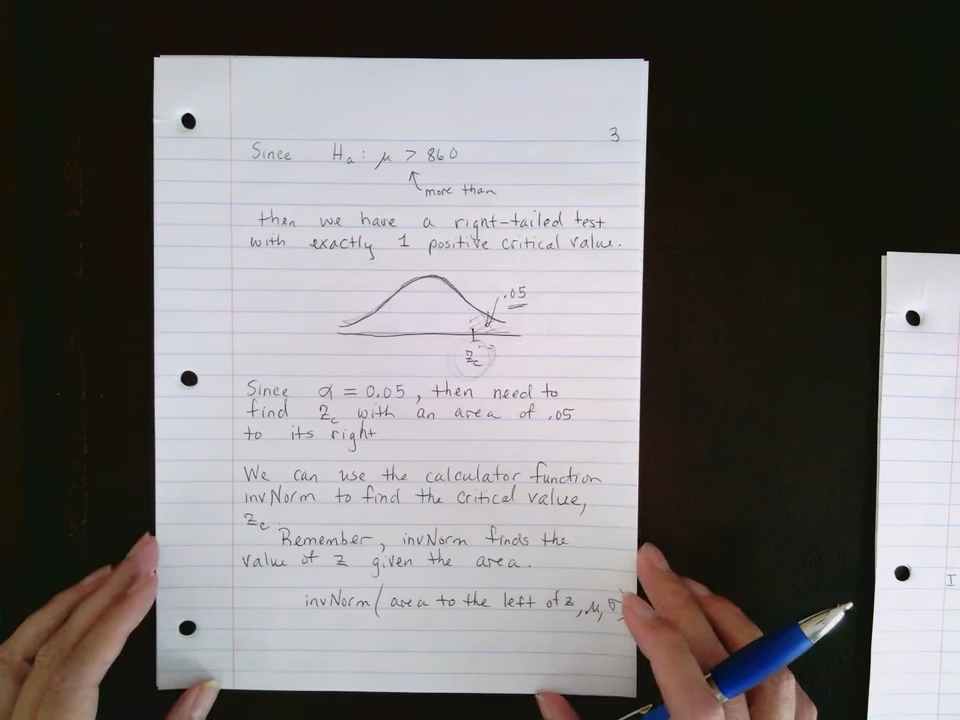 3
Since Ha: μ > 860
more than
then we have a right-tailed test
with exactly 1 positive critical value.
.05
Zc
Since α = 0.05, then need to
find Zc with an area of .05
to its right
We can use the calculator function
invNorm to find the critical value,
Zc.
Remember, invNorm finds the
value of Z given the area.
invNorm(area to the left of z, μ, σ)
I